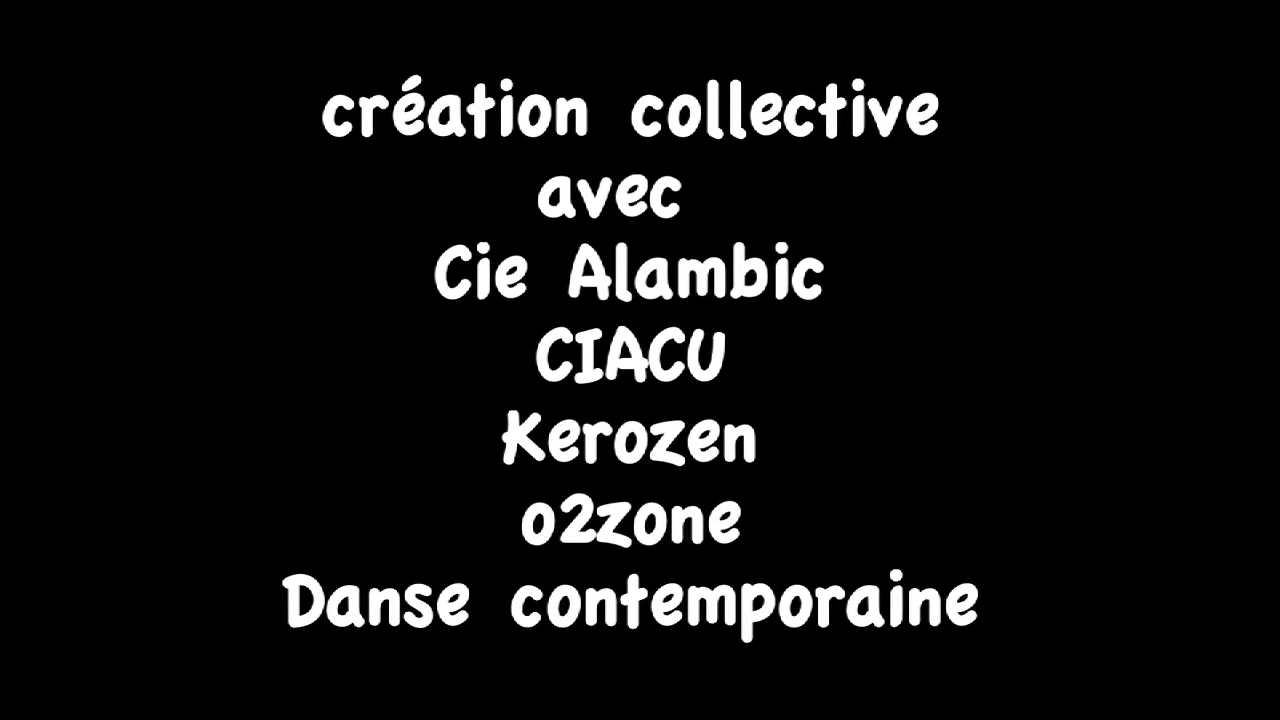 création collective
avec
Cie Alambic
CIACU
Kerozen
o2zone
Danse contemporaine